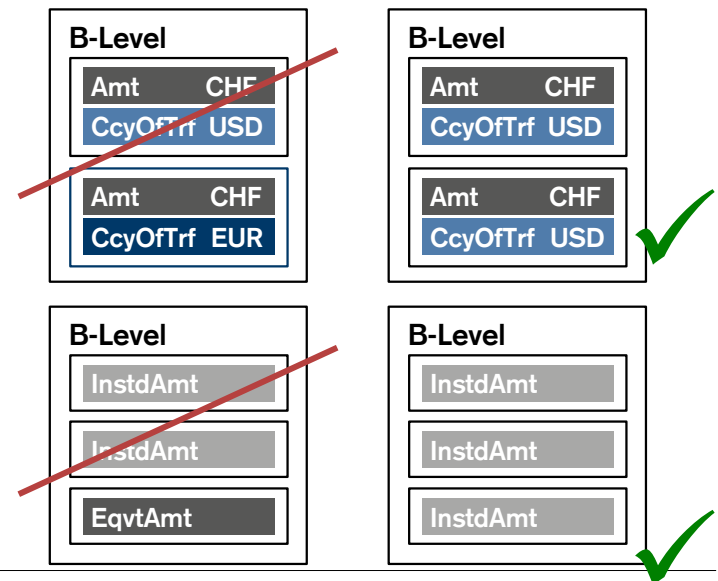 B-Level
Amt CHF
CcyOfTrf USD
Amt CHF
CcyOfTrf EUR
B-Level
Amt CHF
CcyOfTrf USD
Amt CHF
CcyOfTrf USD
B-Level
InstdAmt
InstdAmt
EqvtAmt
B-Level
InstdAmt
InstdAmt
InstdAmt